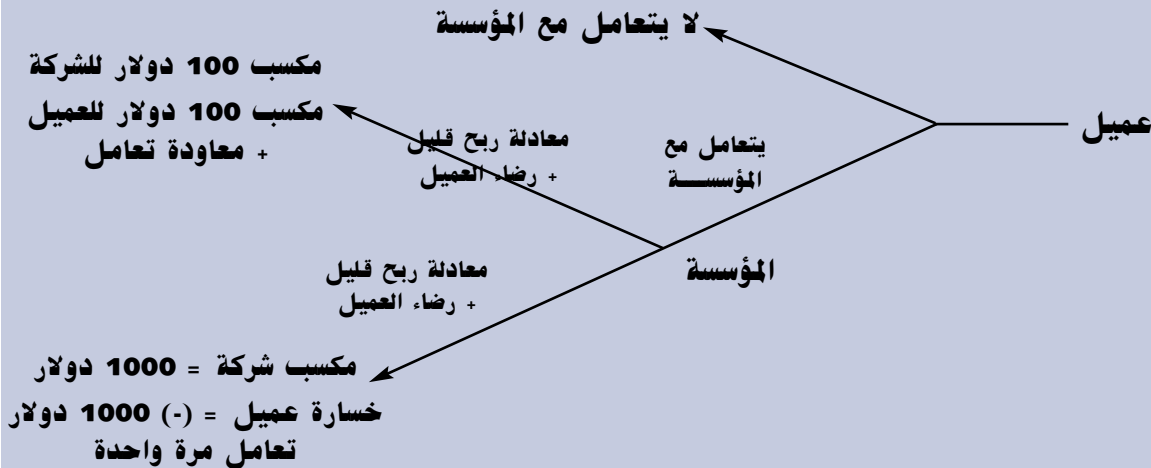 لا يتعامل مع المؤسسة
عميل
مكسب 100 دولار للشركة
مكسب 100 دولار للعميل
+ معاودة تعامل
يتعامل مع
المؤسســـة
معادلة ربح قليل
+ رضاء العميل
المؤسسة
معادلة ربح قليل
+ رضاء العميل
مكسب شركة = 1000 دولار
خسارة عميل = (-) 1000 دولار
تعامل مرة واحدة